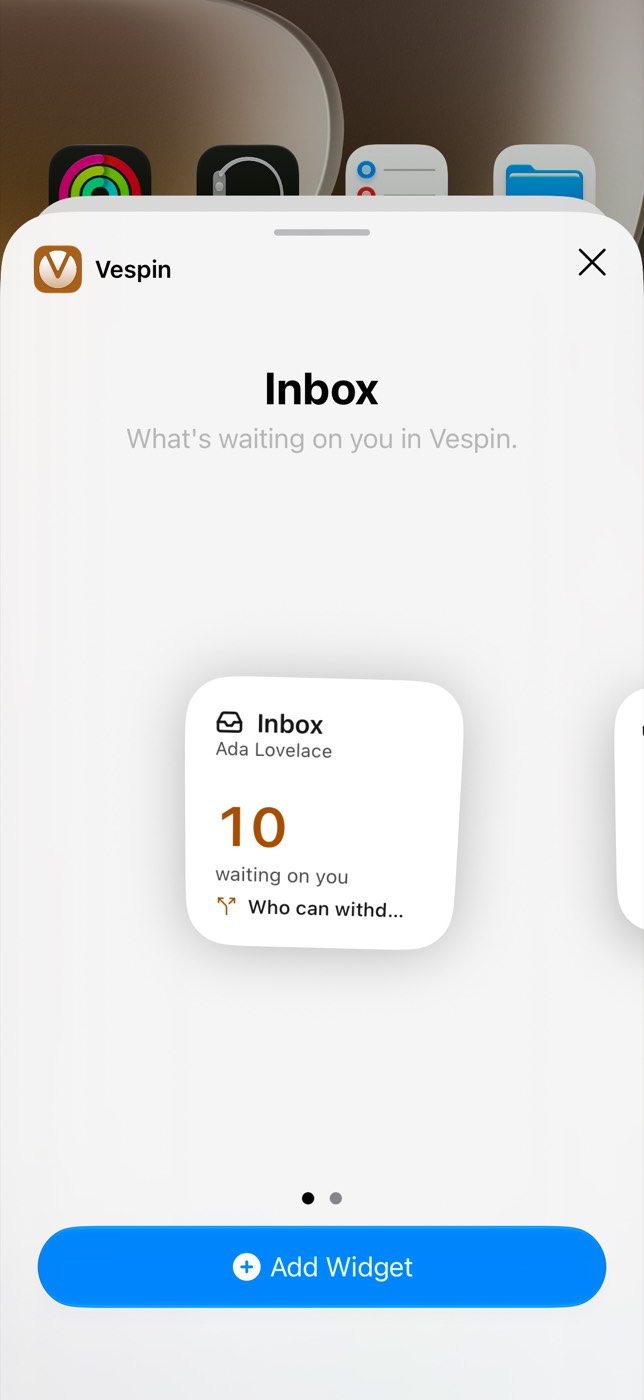 Vespin
Inbox
What's waiting on you in Vespin.
Inbox
Ada Lovelace
10
waiting on you
Who can withd...
Add Widget